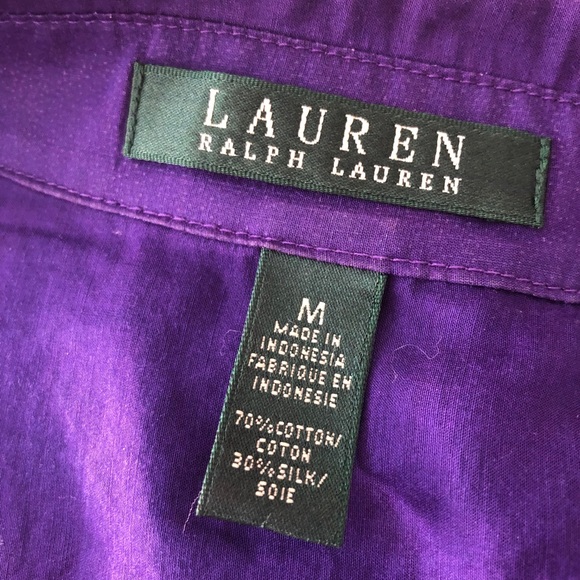 LAUREN
RALPH LAUREN
M
MADE IN
INDONESIA
FABRIQUE EN
INDONESIE
70%COTTON/
COTON
30%SILK/
SOIE